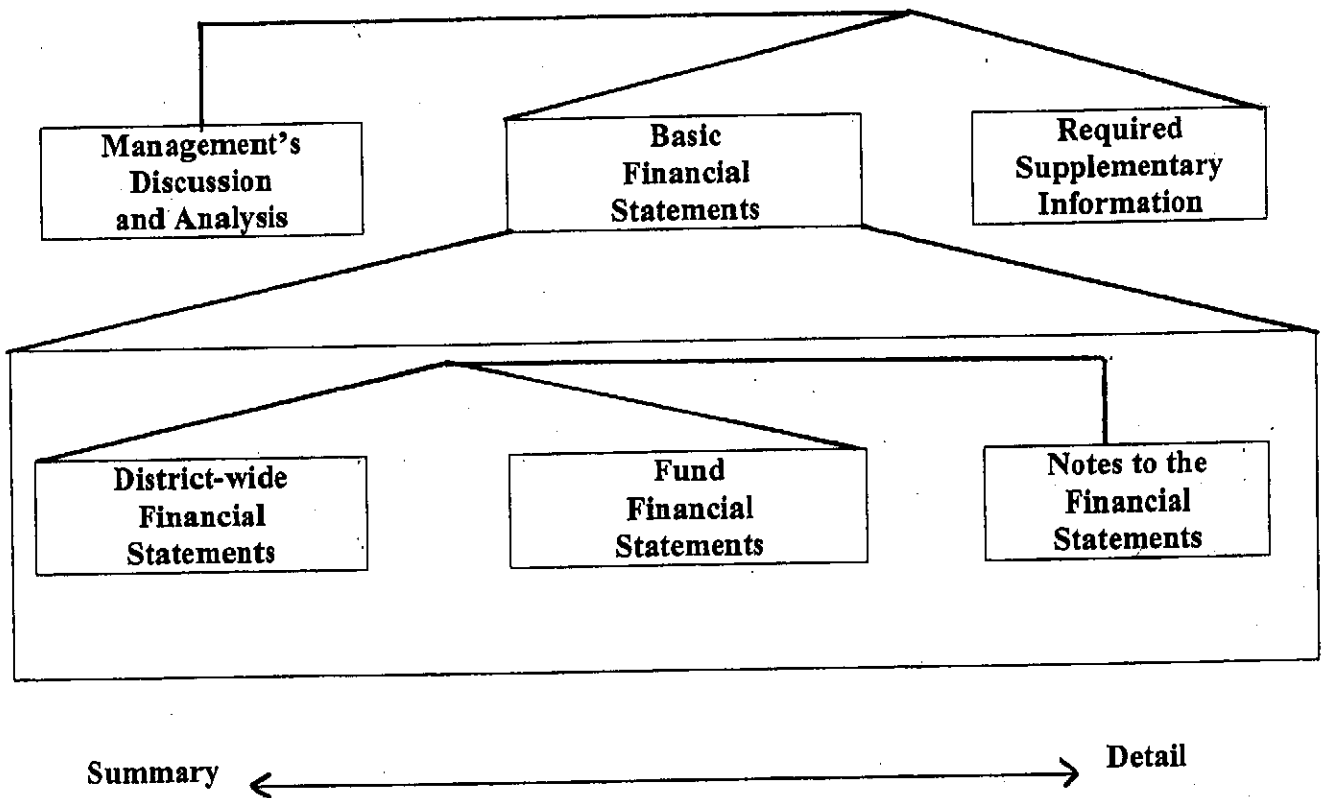 Management's
Discussion
and Analysis
Basic
Financial
Statements
Required
Supplementary
Information
District-wide
Financial
Statements
Fund
Financial
Statements
Notes to the
Financial
Statements
Summary
Detail